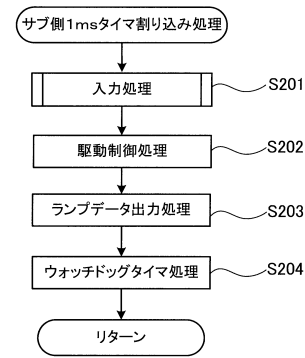 サブ側1msタイマ割り込み処理
入力処理
S201
駆動制御処理
S202
ランプデータ出力処理
S203
ウォッチドッグタイマ処理
S204
リターン